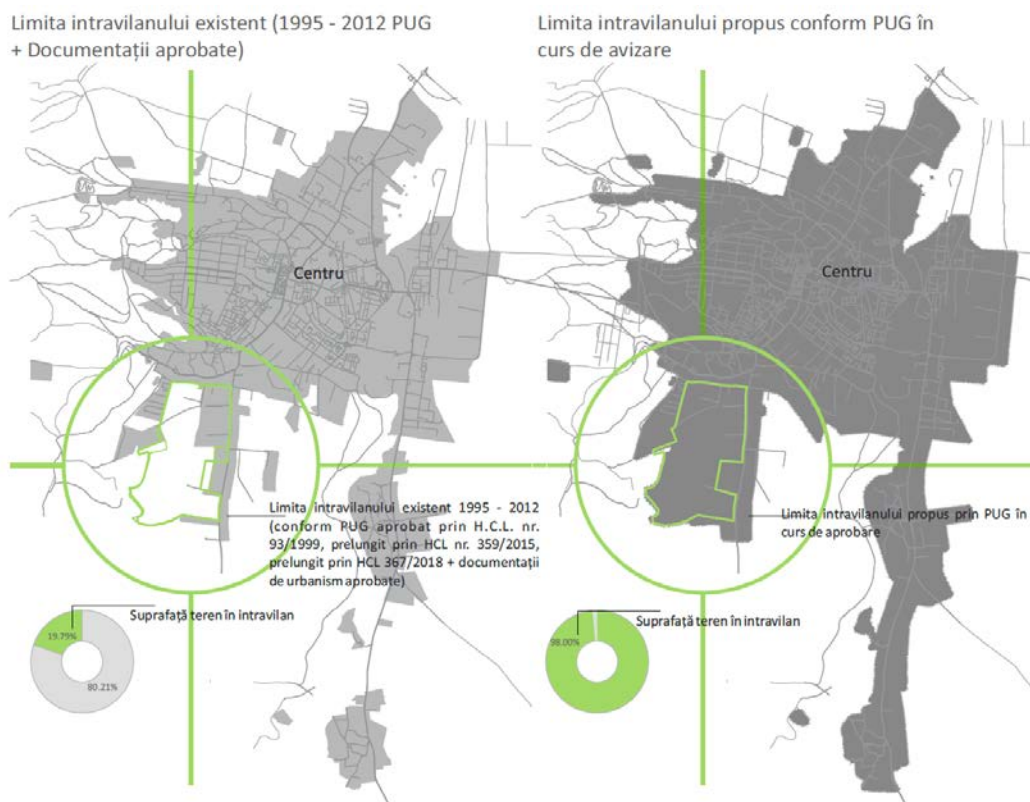 Limita intravilanului existent (1995 - 2012 PUG
+ Documentații aprobate)
Limita intravilanului propus conform PUG în
curs de avizare
Centru
Centru
Limita intravilanului existent 1995 - 2012
(conform PUG aprobat prin H.C.L. nr.
93/1999, prelungit prin HCL nr. 359/2015,
prelungit prin HCL 367/2018 + documentații
de urbanism aprobate)
Limita intravilanului propus prin PUG în
curs de aprobare
Suprafață teren în intravilan
19.79%
80.21%
Suprafață teren în intravilan
98.00%